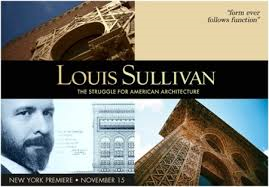 "form ever
follows function"
LOUIS SULLIVAN
THE STRUGGLE FOR AMERICAN ARCHITECTURE
NEW YORK PREMIERE • NOVEMBER 15